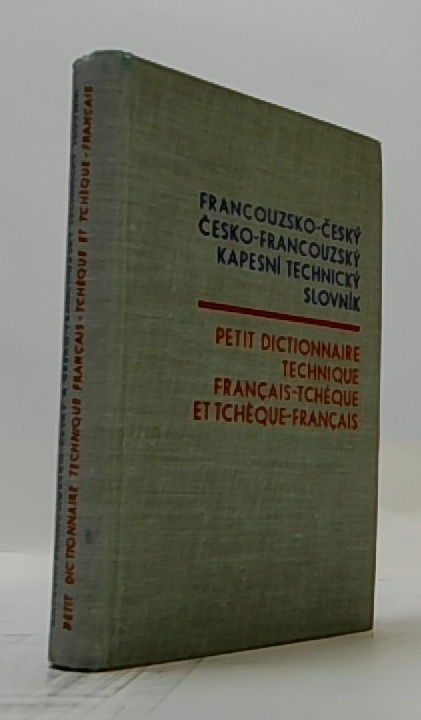 FRANCOUZSKO-ČESKÝ
ČESKO-FRANCOUZSKÝ
KAPESNÍ TECHNICKÝ
SLOVNÍK
PETIT DICTIONNAIRE
TECHNIQUE
FRANÇAIS-TCHÈQUE
ET TCHÈQUE-FRANÇAIS
PETIT DICTIONNAIRE TECHNIQUE FRANÇAIS-TCHÈQUE ET TCHÈQUE-FRANÇAIS